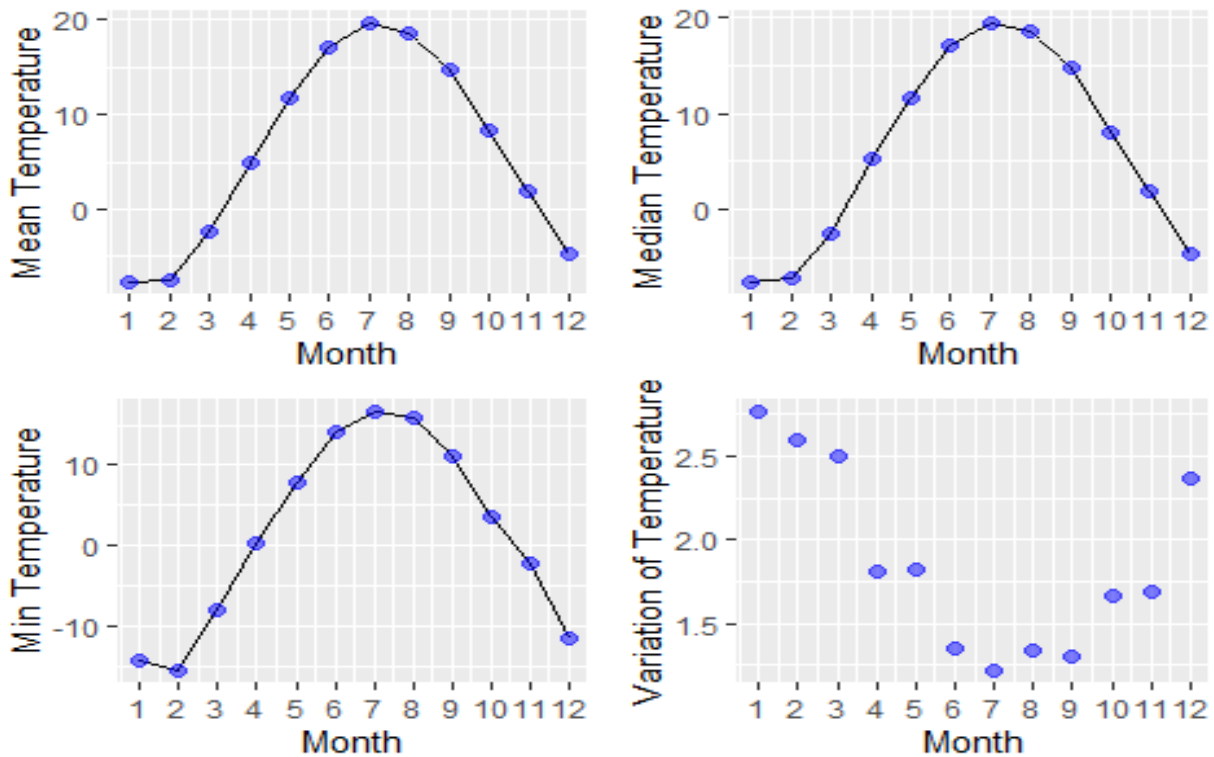 Mean Temperature
20
10
0
1 2 3 4 5 6 7 8 9 10 11 12
Month
Median Temperature
20
10
0
1 2 3 4 5 6 7 8 9 10 11 12
Month
Min Temperature
10
0
-10
1 2 3 4 5 6 7 8 9 10 11 12
Month
Variation of Temperature
2.5
2.0
1.5
1 2 3 4 5 6 7 8 9 10 11 12
Month